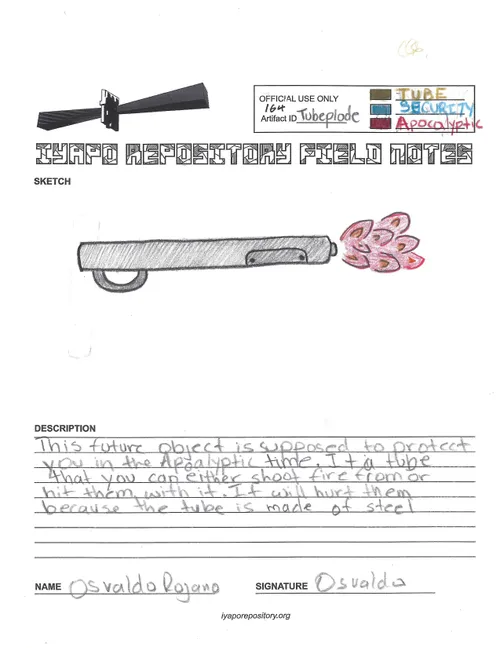 OFFICIAL USE ONLY
164
Artifact ID Tubeplode
TUBE
SECURITY
Apocalyptic
IYAPO REPOSITORY FIELD NOTES
SKETCH
DESCRIPTION
This future object is supposed to protect
you in the Apocalyptic time. It a tube
that you can either shoot fire from or
hit them with it. It will hurt them
because the tube is made of steel
NAME Osvaldo Rojano SIGNATURE Osvaldo
iyaporepository.org